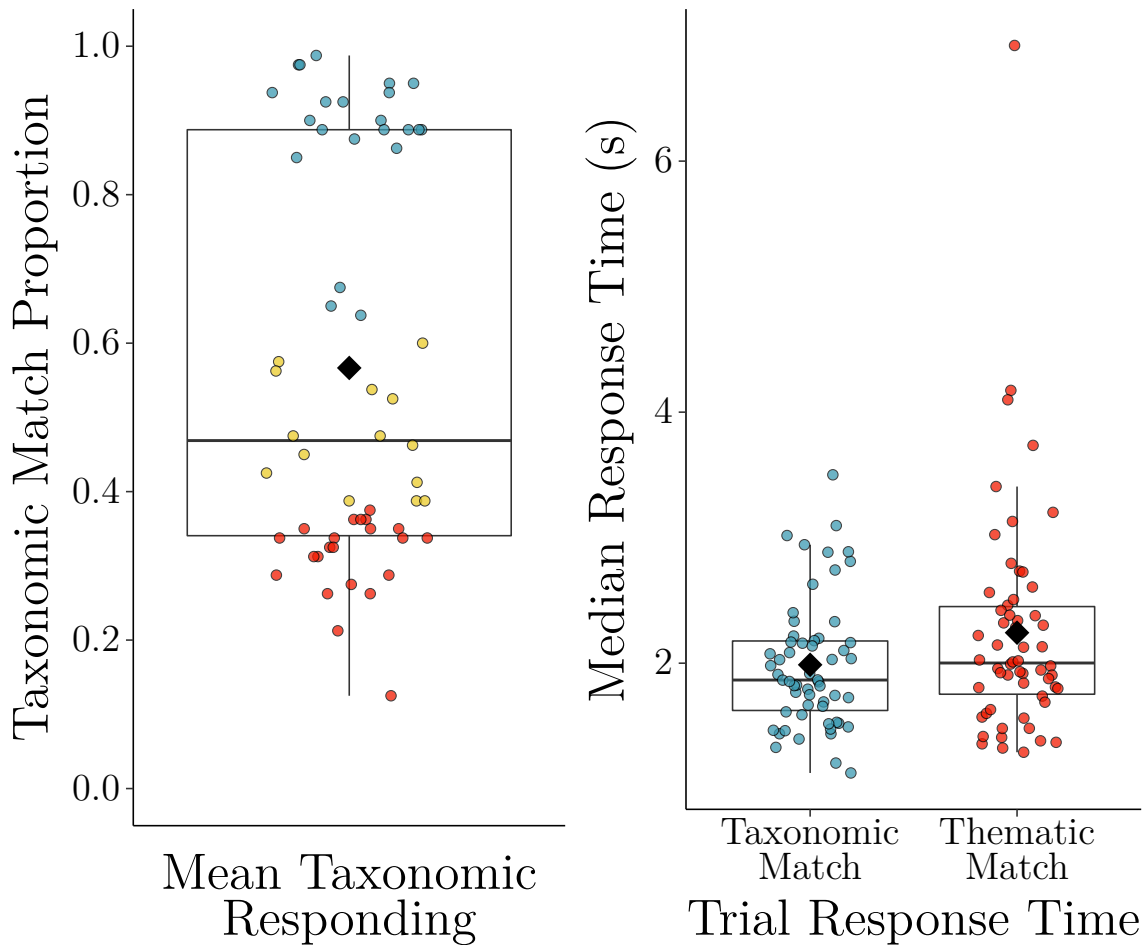 Taxonomic Match Proportion
1.0
0.8
0.6
0.4
0.2
0.0
Mean Taxonomic
Responding
Median Response Time (s)
6
4
2
Taxonomic
Match
Thematic
Match
Trial Response Time